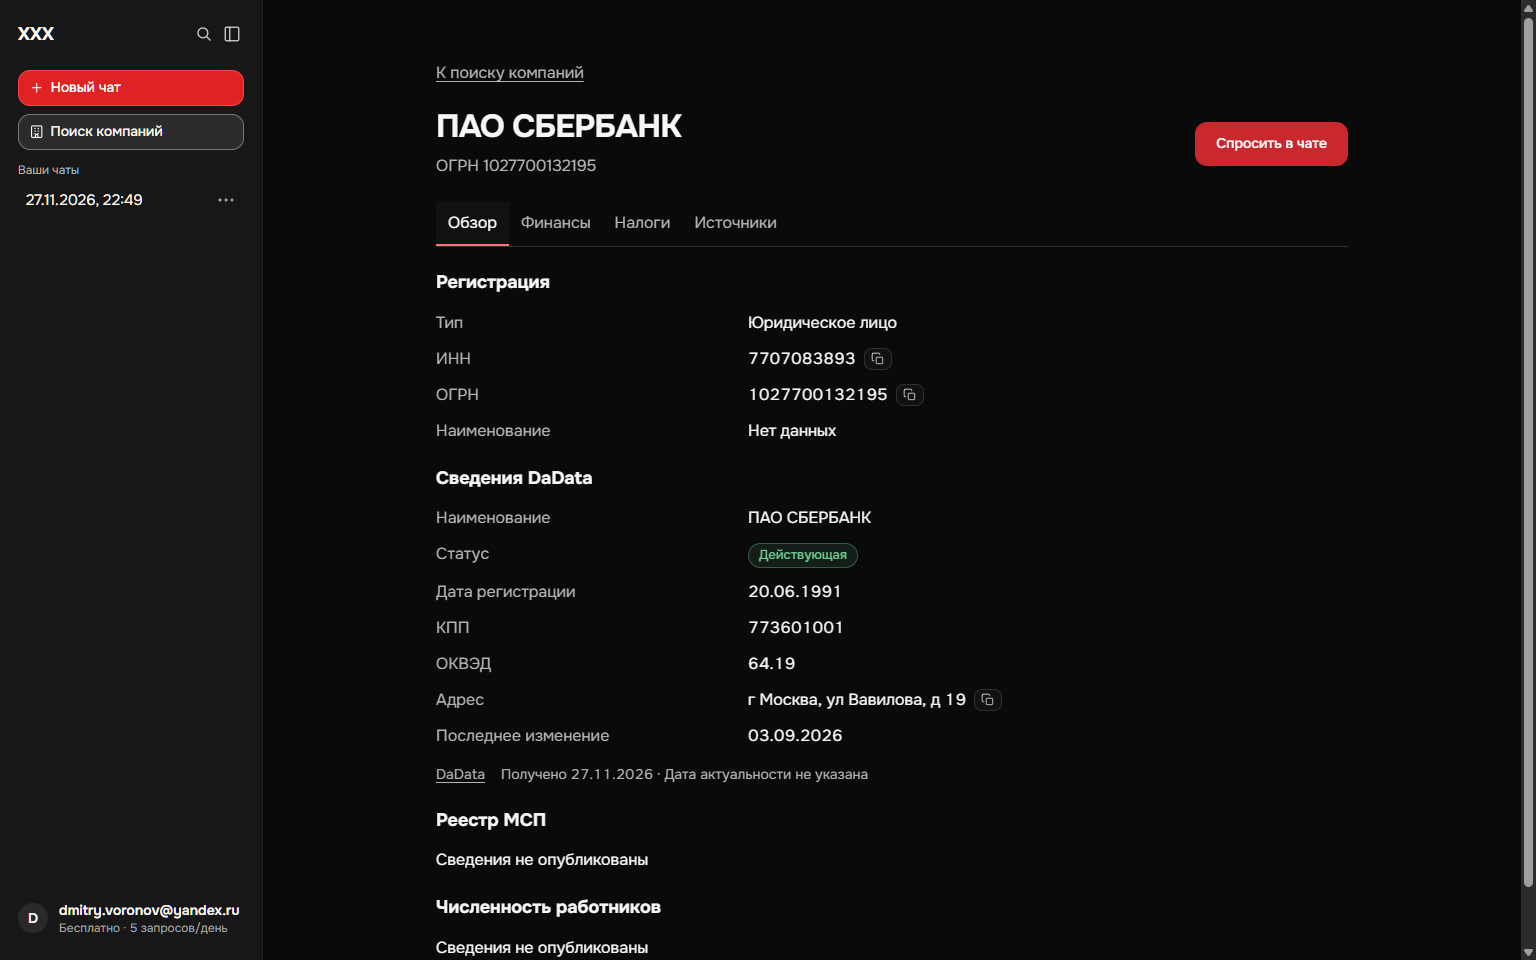 XXX
Новый чат
Поиск компаний
Ваши чаты
27.11.2026, 22:49
К поиску компаний
ПАО СБЕРБАНК
ОГРН 1027700132195
Спросить в чате
Обзор Финансы Налоги Источники
Регистрация
Тип Юридическое лицо
ИНН 7707083893
ОГРН 1027700132195
Наименование Нет данных
Сведения DaData
Наименование ПАО СБЕРБАНК
Статус Действующая
Дата регистрации 20.06.1991
КПП 773601001
ОКВЭД 64.19
Адрес г Москва, ул Вавилова, д 19
Последнее изменение 03.09.2026
DaData Получено 27.11.2026 · Дата актуальности не указана
Реестр МСП
Сведения не опубликованы
Численность работников
Сведения не опубликованы
D
dmitry.voronov@yandex.ru
Бесплатно · 5 запросов/день